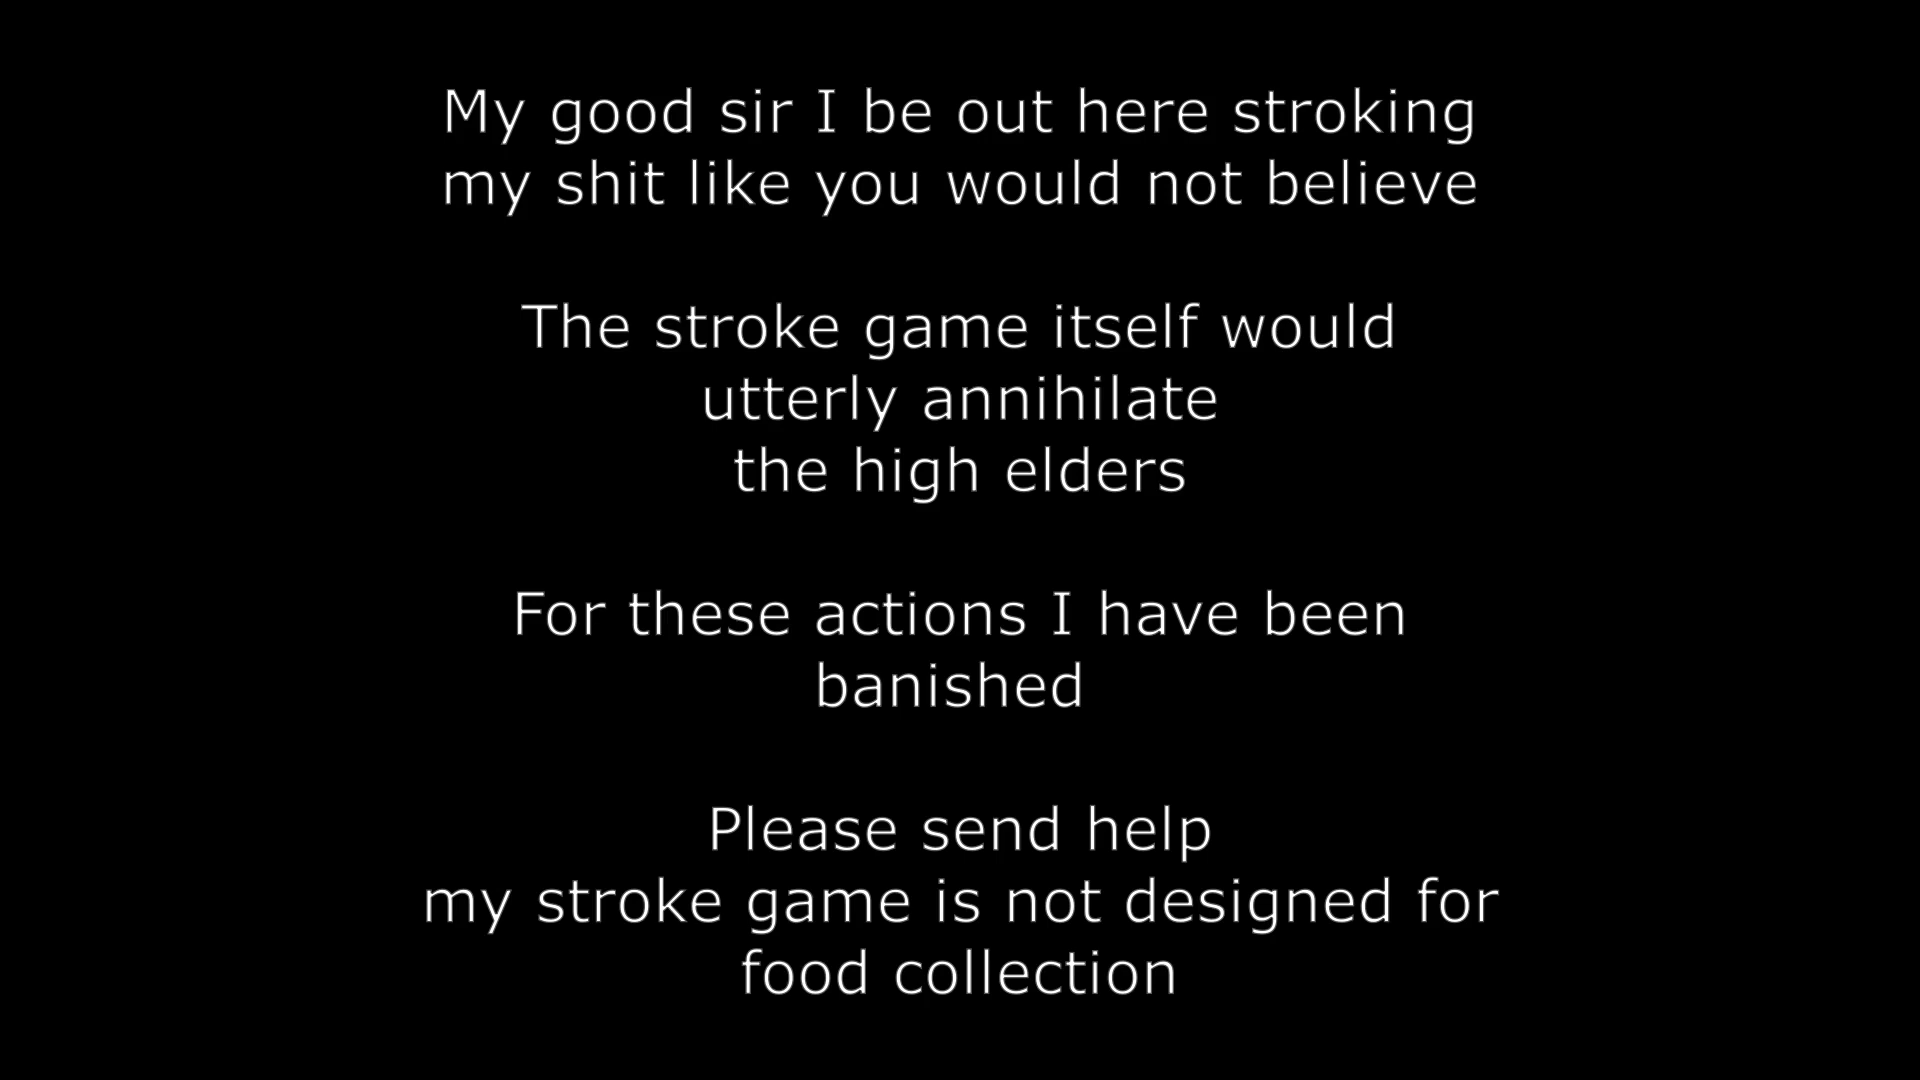 My good sir I be out here stroking
my shit like you would not believe
The stroke game itself would
utterly annihilate
the high elders
For these actions I have been
banished
Please send help
my stroke game is not designed for
food collection